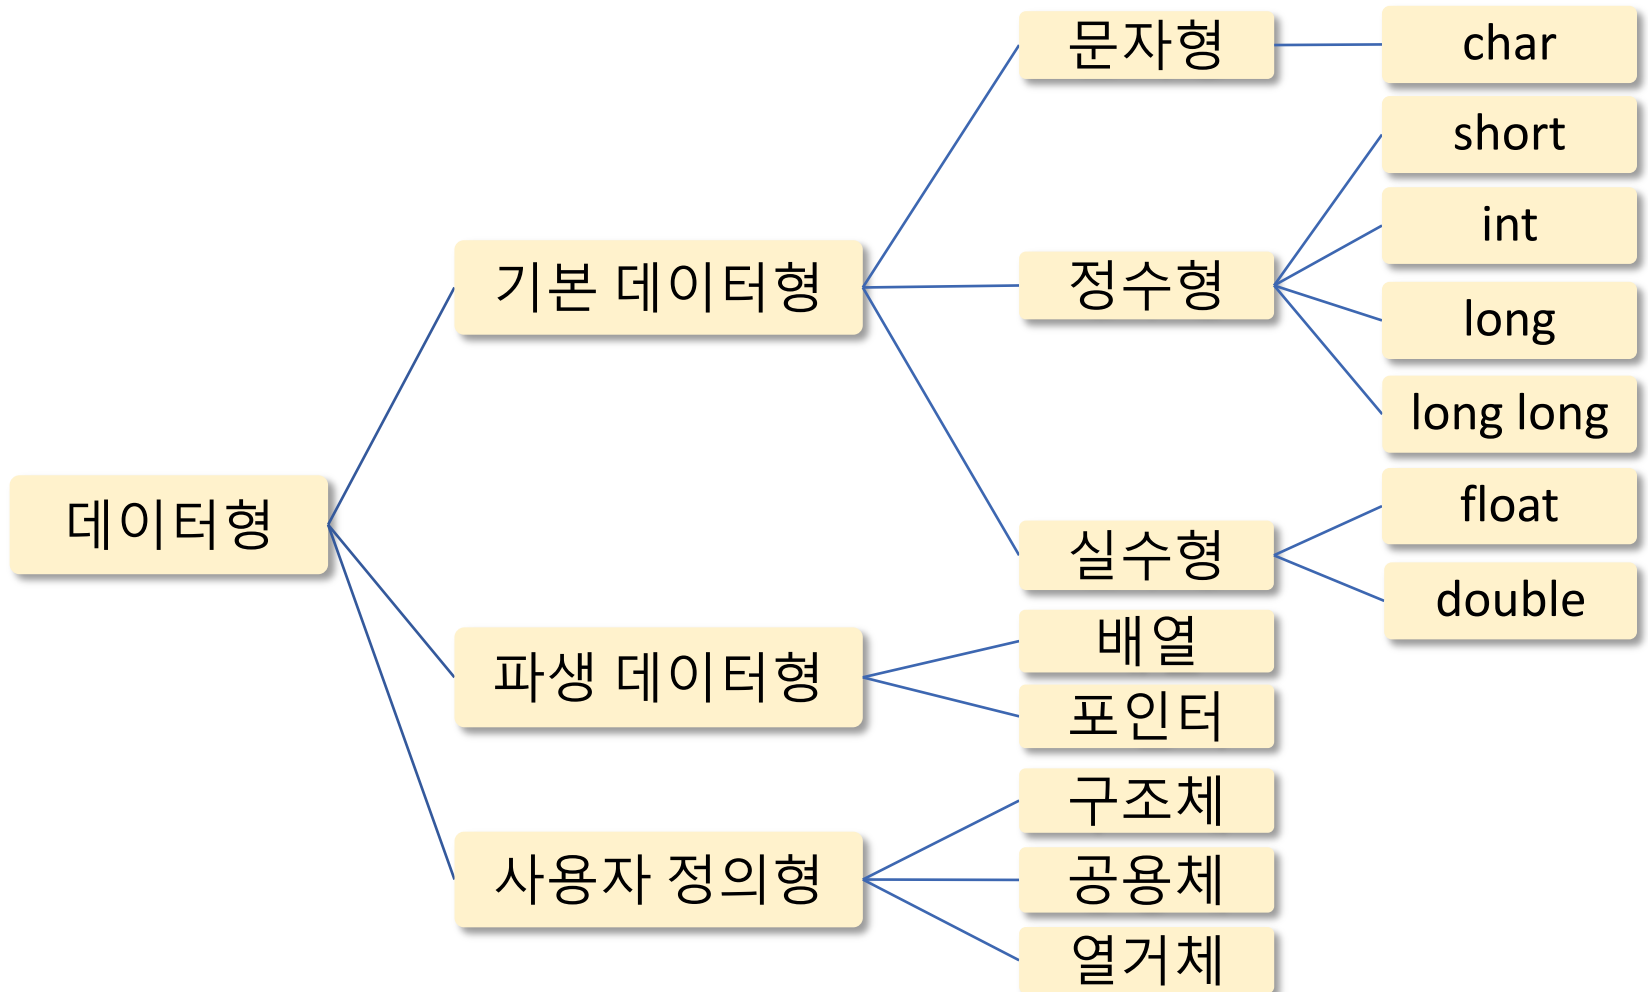 데이터형
기본 데이터형
문자형
char
정수형
short
int
long
long long
실수형
float
double
파생 데이터형
배열
포인터
사용자 정의형
구조체
공용체
열거체